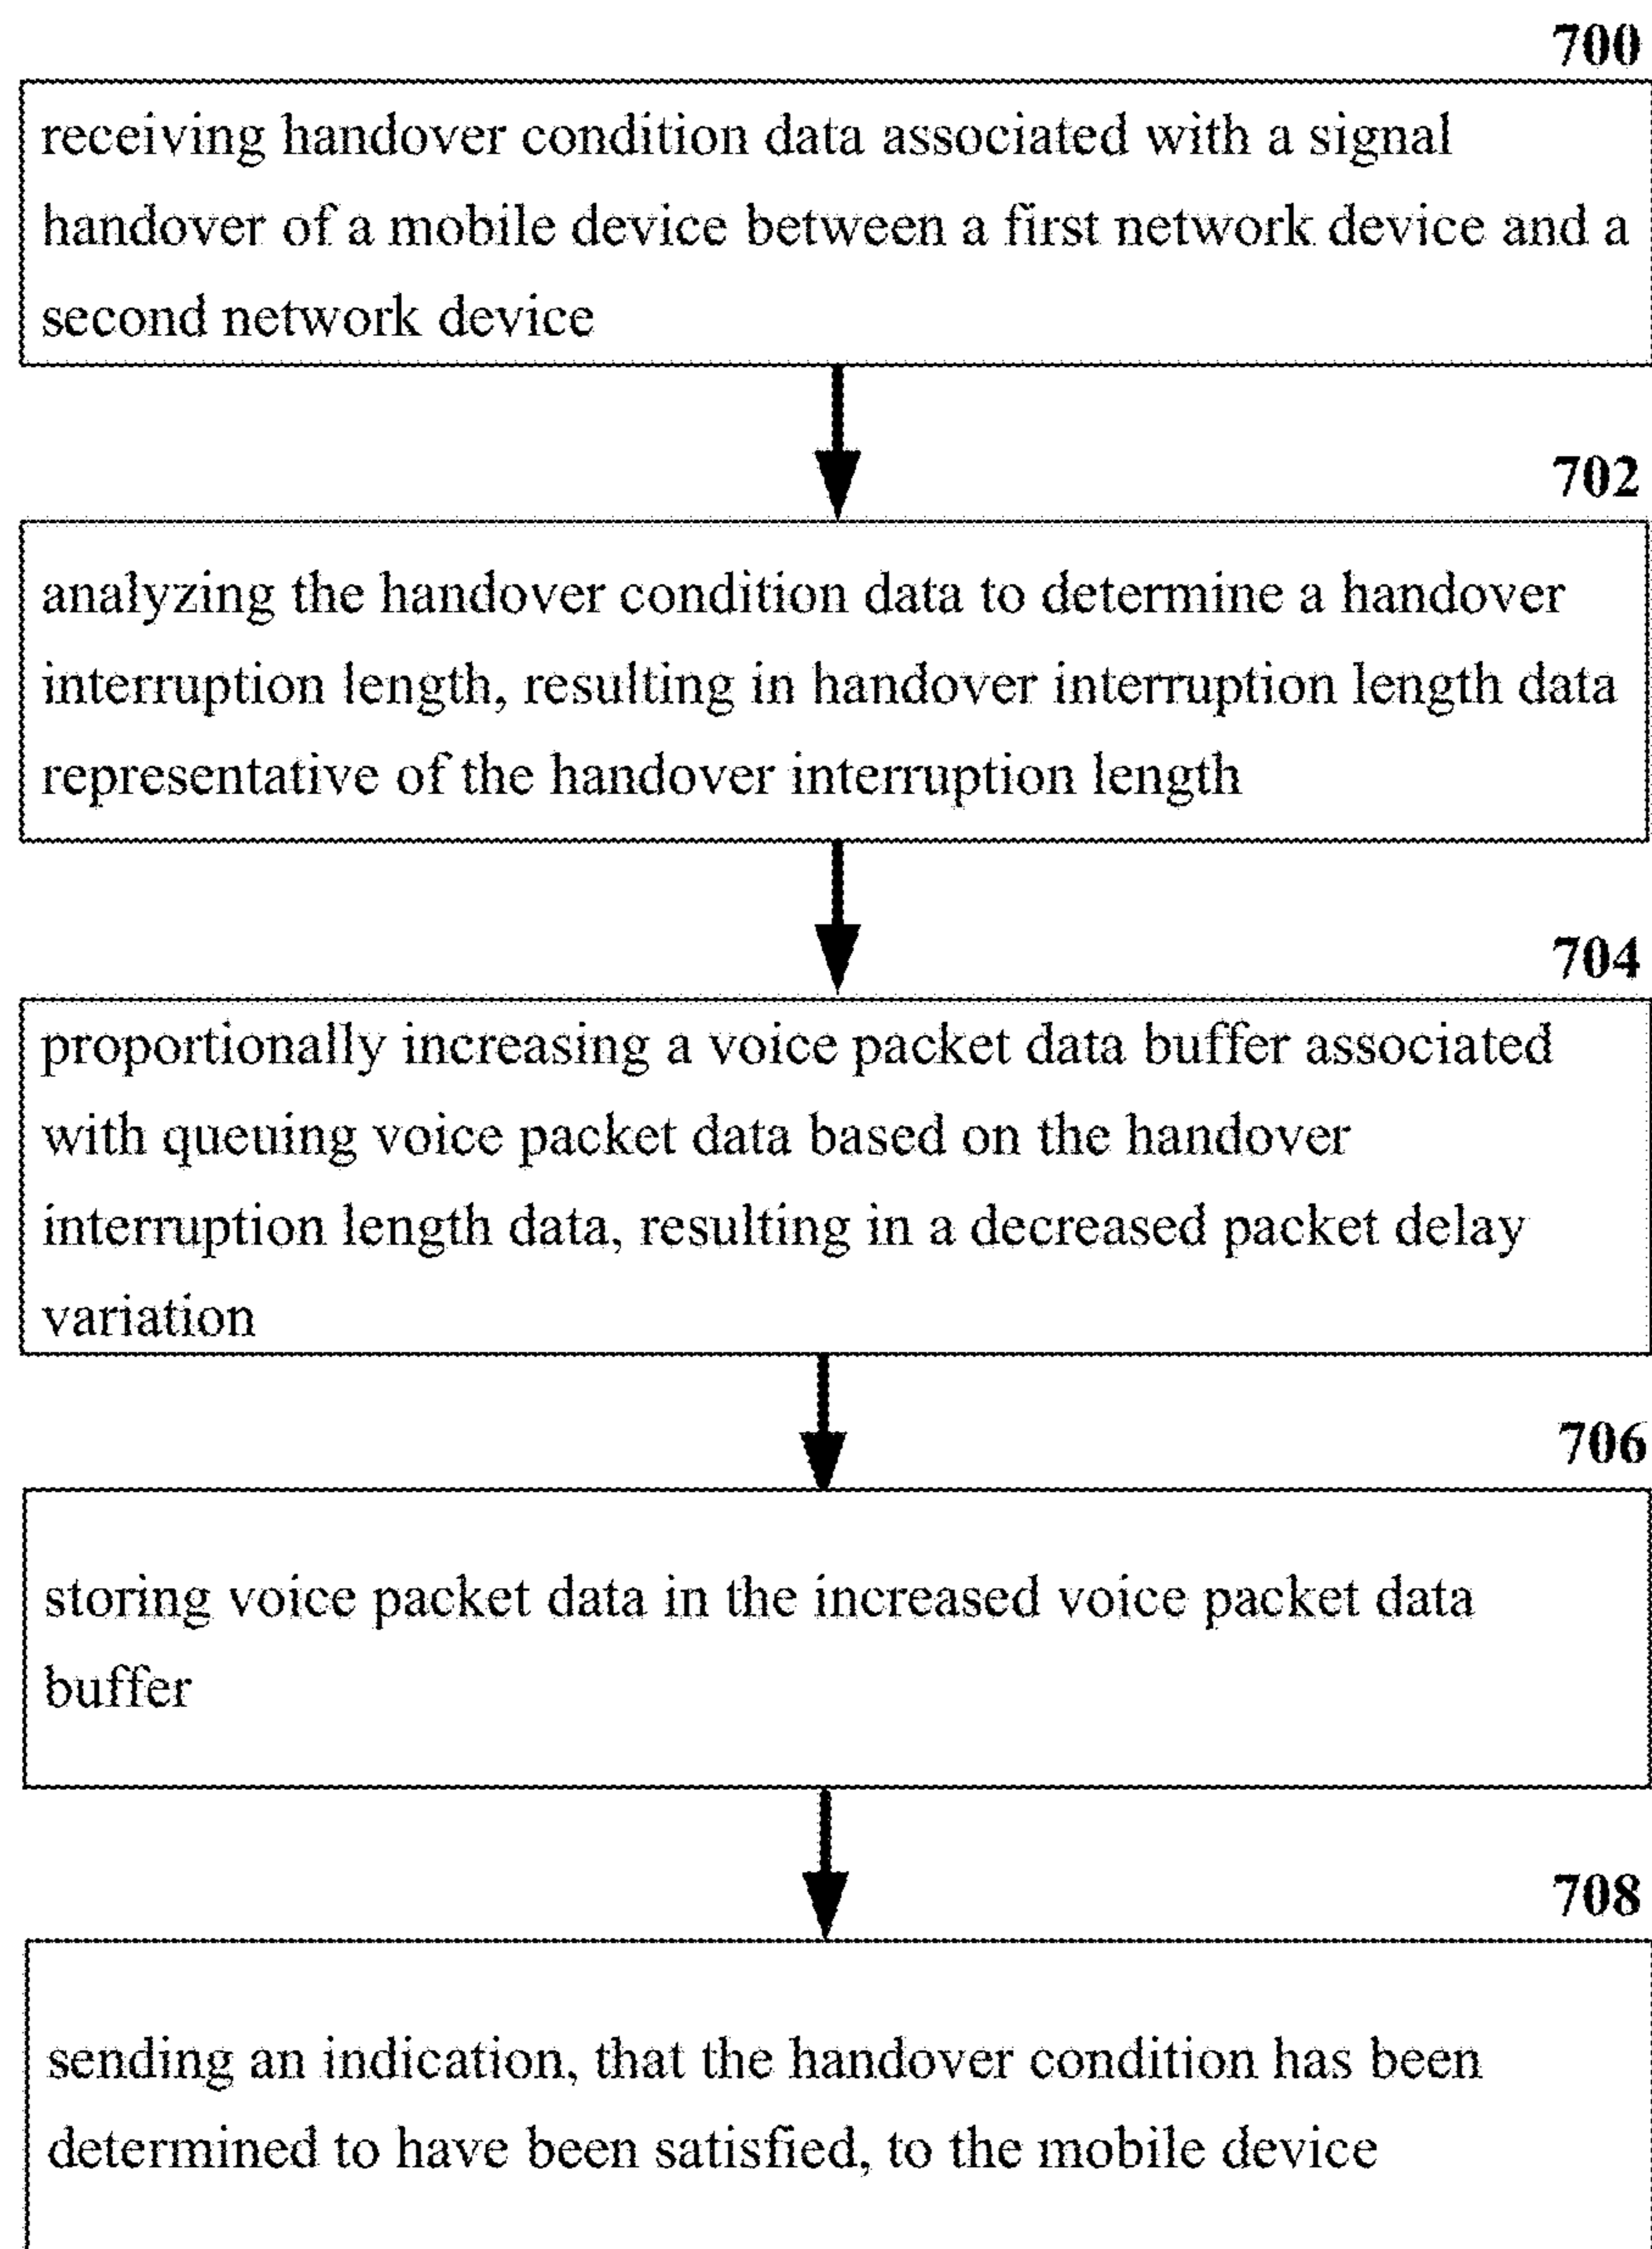 700
receiving handover condition data associated with a signal
handover of a mobile device between a first network device and a
second network device
702
analyzing the handover condition data to determine a handover
interruption length, resulting in handover interruption length data
representative of the handover interruption length
704
proportionally increasing a voice packet data buffer associated
with queuing voice packet data based on the handover
interruption length data, resulting in a decreased packet delay
variation
706
storing voice packet data in the increased voice packet data
buffer
708
sending an indication, that the handover condition has been
determined to have been satisfied, to the mobile device